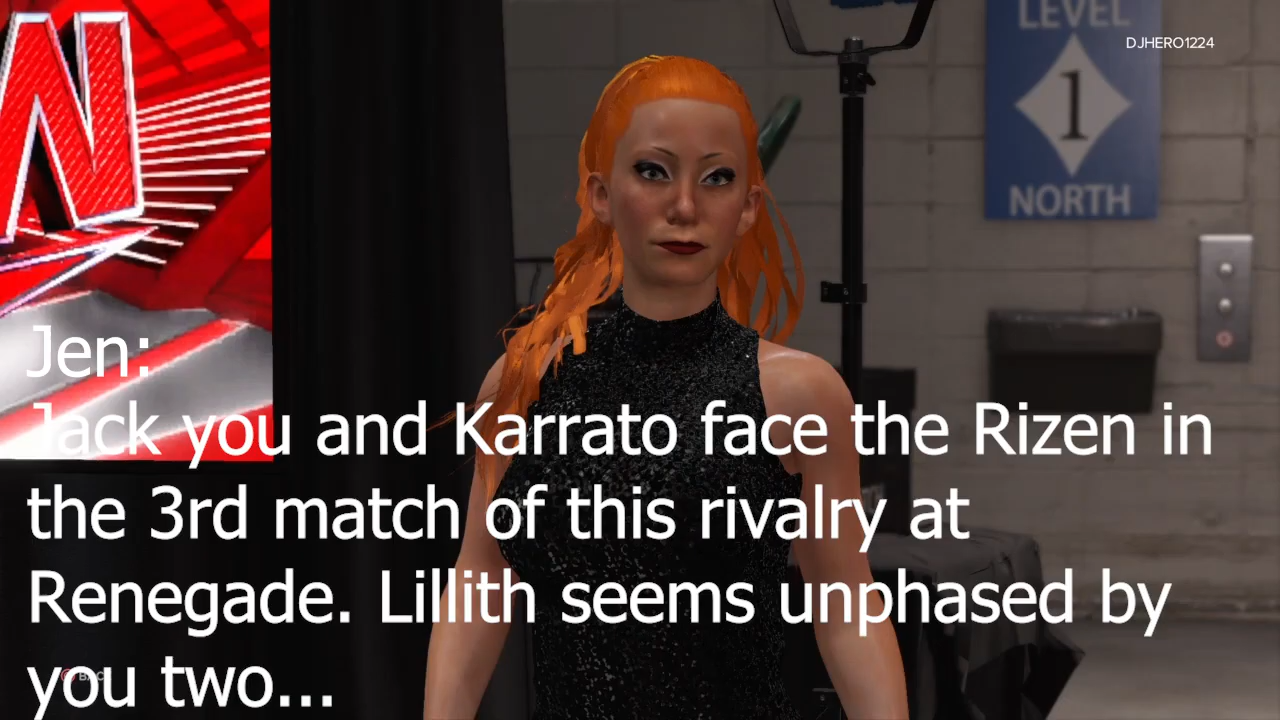 N
LEVEL
DJHERO1224
1
NORTH
Jen:
Jack you and Karrato face the Rizen in
the 3rd match of this rivalry at
Renegade. Lillith seems unphased by
you two...